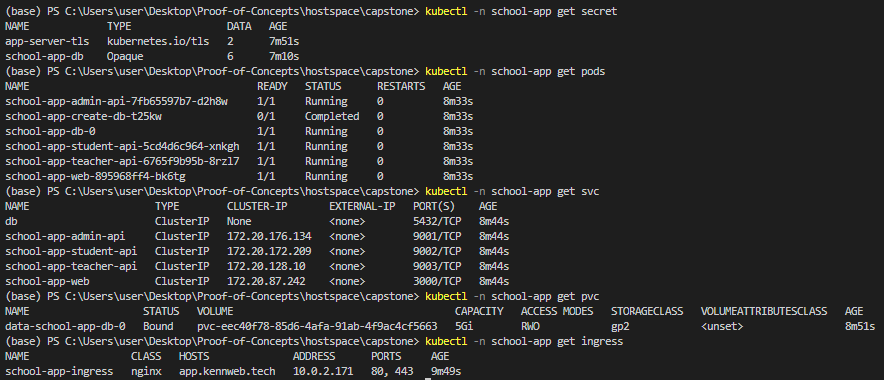 (base) PS C:\Users\user\Desktop\Proof-of-Concepts\hostspace\capstone> kubectl -n school-app get secret
NAME TYPE DATA AGE
app-server-tls kubernetes.io/tls 2 7m51s
school-app-db Opaque 6 7m10s
(base) PS C:\Users\user\Desktop\Proof-of-Concepts\hostspace\capstone> kubectl -n school-app get pods
NAME READY STATUS RESTARTS AGE
school-app-admin-api-7fb65597b7-d2h8w 1/1 Running 0 8m33s
school-app-create-db-t25kw 0/1 Completed 0 8m33s
school-app-db-0 1/1 Running 0 8m33s
school-app-student-api-5cd4d6c964-xnkgh 1/1 Running 0 8m33s
school-app-teacher-api-6765f9b95b-8rzl7 1/1 Running 0 8m33s
school-app-web-895968ff4-bk6tg 1/1 Running 0 8m33s
(base) PS C:\Users\user\Desktop\Proof-of-Concepts\hostspace\capstone> kubectl -n school-app get svc
NAME TYPE CLUSTER-IP EXTERNAL-IP PORT(S) AGE
db ClusterIP None <none> 5432/TCP 8m44s
school-app-admin-api ClusterIP 172.20.176.134 <none> 9001/TCP 8m44s
school-app-student-api ClusterIP 172.20.172.209 <none> 9002/TCP 8m44s
school-app-teacher-api ClusterIP 172.20.128.10 <none> 9003/TCP 8m44s
school-app-web ClusterIP 172.20.87.242 <none> 3000/TCP 8m44s
(base) PS C:\Users\user\Desktop\Proof-of-Concepts\hostspace\capstone> kubectl -n school-app get pvc
NAME STATUS VOLUME CAPACITY ACCESS MODES STORAGECLASS VOLUMEATTRIBUTESCLASS AGE
data-school-app-db-0 Bound pvc-eec40f78-85d6-4afa-91ab-4f9ac4cf5663 5Gi RWO gp2 <unset> 8m51s
(base) PS C:\Users\user\Desktop\Proof-of-Concepts\hostspace\capstone> kubectl -n school-app get ingress
NAME CLASS HOSTS ADDRESS PORTS AGE
school-app-ingress nginx app.kennweb.tech 10.0.2.171 80, 443 9m49s